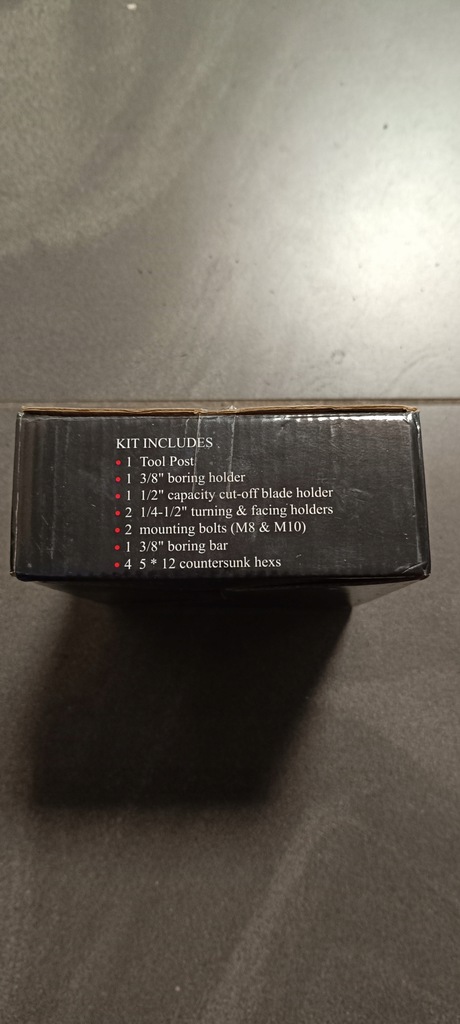 KIT INCLUDES
• 1 Tool Post
• 1 3/8" boring holder
• 1 1/2" capacity cut-off blade holder
• 2 1/4-1/2" turning & facing holders
• 2 mounting bolts (M8 & M10)
• 1 3/8" boring bar
• 4 5 * 12 countersunk hexs